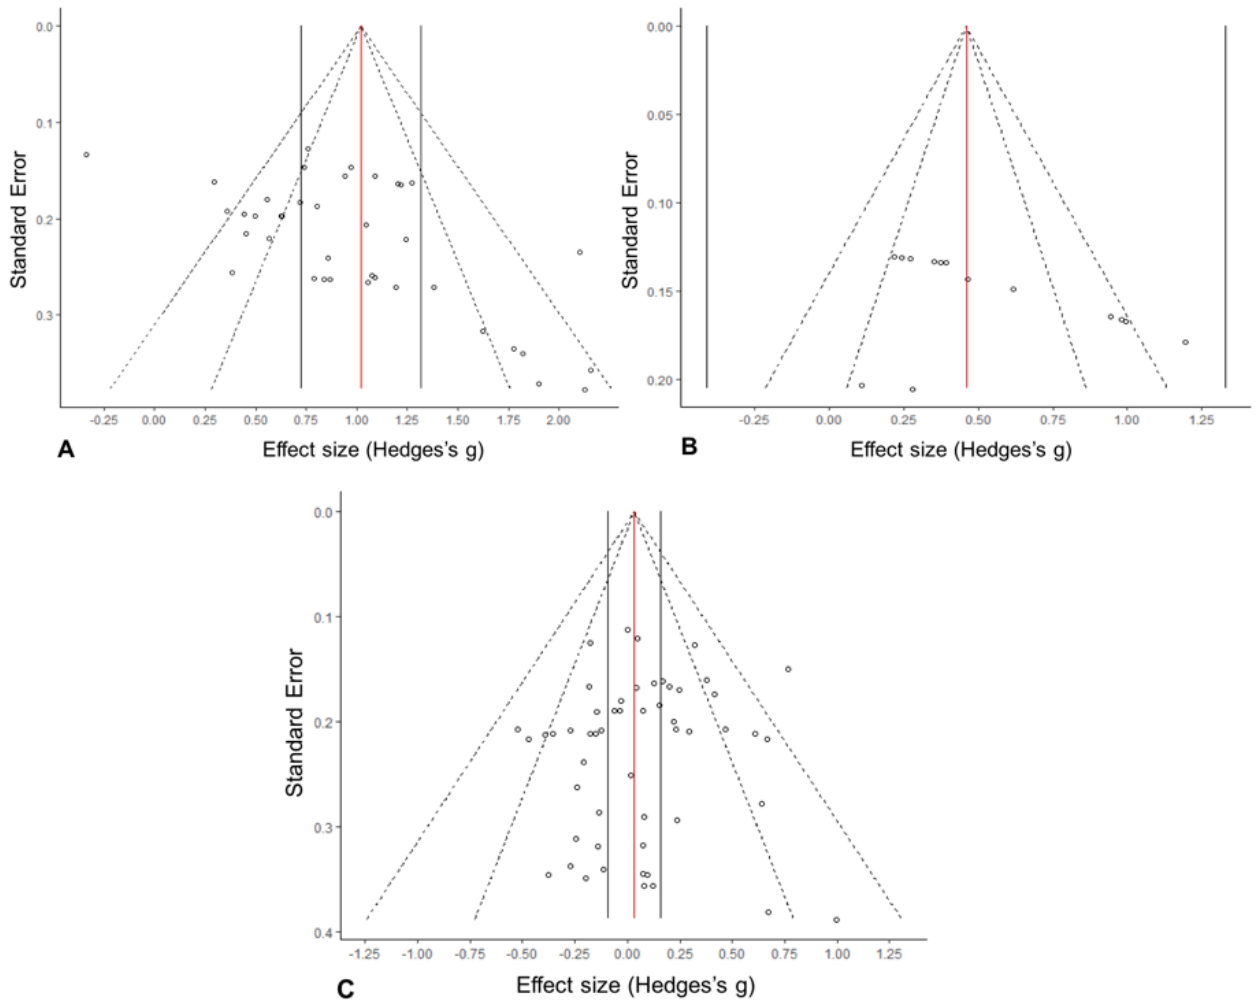 0.0
0.1
0.2
0.3
Standard Error
-0.25 0.00 0.25 0.50 0.75 1.00 1.25 1.50 1.75 2.00
Effect size (Hedges's g)
A
0.00
0.05
0.10
0.15
0.20
Standard Error
-0.25 0.00 0.25 0.50 0.75 1.00 1.25
Effect size (Hedges's g)
B
0.0
0.1
0.2
0.3
0.4
Standard Error
-1.25 -1.00 -0.75 -0.50 -0.25 0.00 0.25 0.50 0.75 1.00 1.25
Effect size (Hedges's g)
C